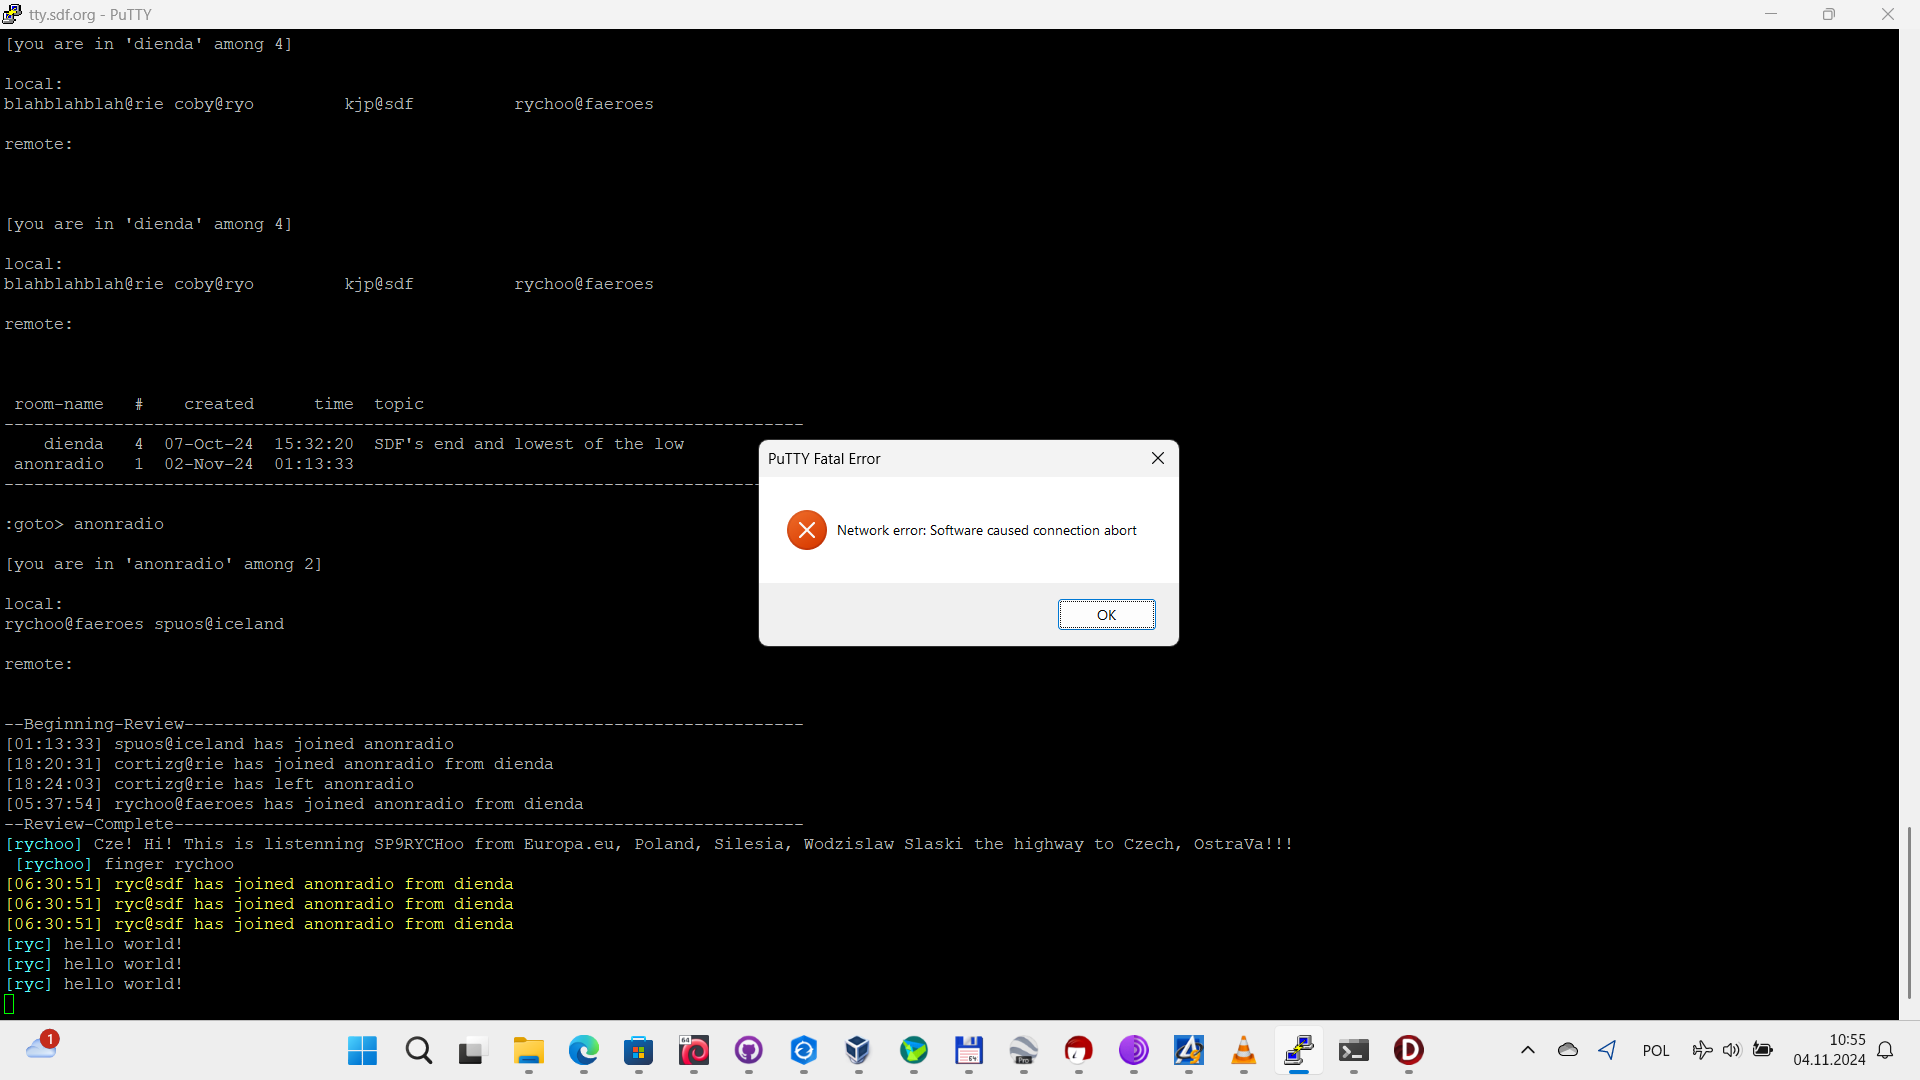 tty.sdf.org - PuTTY
[you are in 'dienda' among 4]
local:
blahblahblah@rie coby@ryo kjp@sdf rychoo@faeroes
remote:
[you are in 'dienda' among 4]
local:
blahblahblah@rie coby@ryo kjp@sdf rychoo@faeroes
remote:
room-name # created time topic
--------------------------------------------------------------------------------
dienda 4 07-Oct-24 15:32:20 SDF's end and lowest of the low
anonradio 1 02-Nov-24 01:13:33
--------------------------------------------------------------------------------
:goto> anonradio
[you are in 'anonradio' among 2]
local:
rychoo@faeroes spuos@iceland
remote:
--Beginning-Review--------------------------------------------------------------
[01:13:33] spuos@iceland has joined anonradio
[18:20:31] cortizg@rie has joined anonradio from dienda
[18:24:03] cortizg@rie has left anonradio
[05:37:54] rychoo@faeroes has joined anonradio from dienda
--Review-Complete---------------------------------------------------------------
[rychoo] Cze! Hi! This is listenning SP9RYCHoo from Europa.eu, Poland, Silesia, Wodzislaw Slaski the highway to Czech, OstraVa!!!
[rychoo] finger rychoo
[06:30:51] ryc@sdf has joined anonradio from dienda
[06:30:51] ryc@sdf has joined anonradio from dienda
[06:30:51] ryc@sdf has joined anonradio from dienda
[ryc] hello world!
[ryc] hello world!
[ryc] hello world!
PuTTY Fatal Error
Network error: Software caused connection abort
OK
1
64
64
Pro
D
POL
10:55
04.11.2024